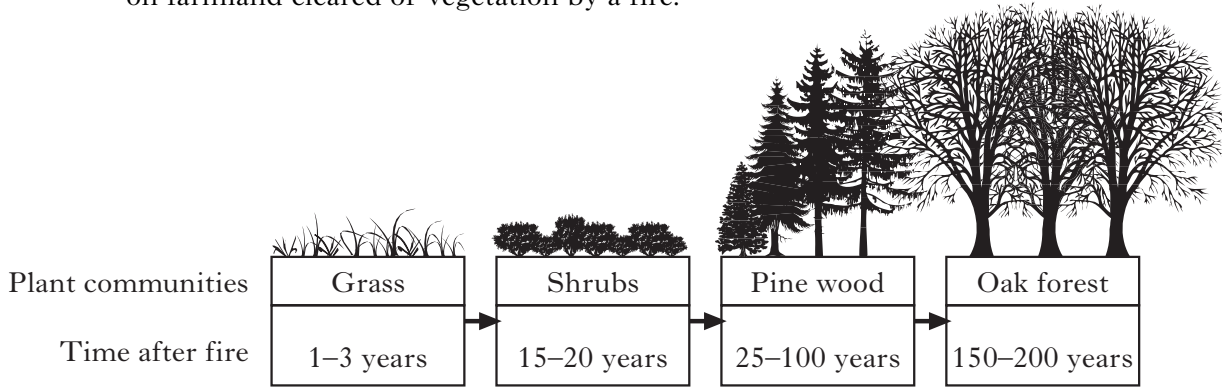 on farmland cleared of vegetation by a fire.
Plant communities Grass Shrubs Pine wood Oak forest
Time after fire 1–3 years 15–20 years 25–100 years 150–200 years